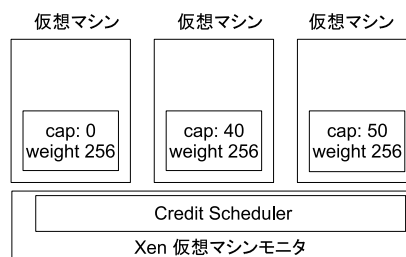 仮想マシン
仮想マシン
仮想マシン
cap: 0
weight 256
cap: 40
weight 256
cap: 50
weight 256
Credit Scheduler
Xen 仮想マシンモニタ